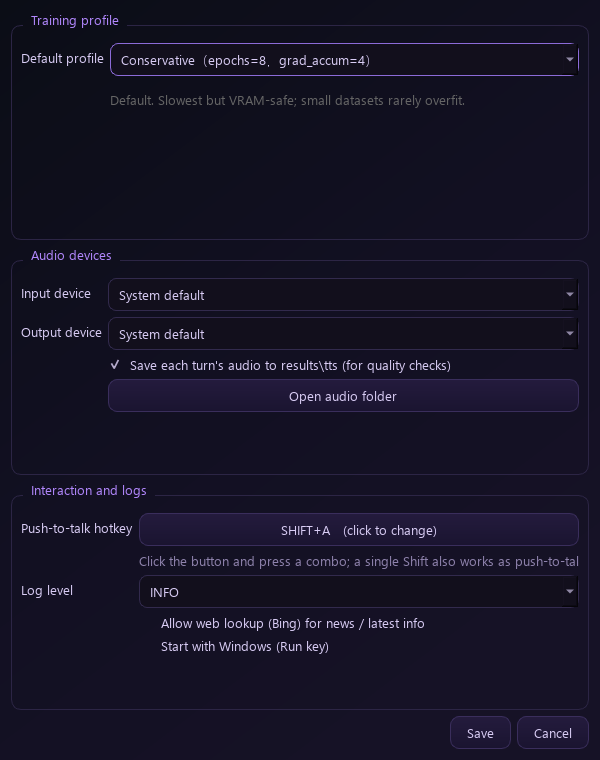 Training profile
Default profile Conservative（epochs=8，grad_accum=4）
Default. Slowest but VRAM-safe; small datasets rarely overfit.
Audio devices
Input device System default
Output device System default
Save each turn's audio to results\tts (for quality checks)
Open audio folder
Interaction and logs
Push-to-talk hotkey SHIFT+A (click to change)
Click the button and press a combo; a single Shift also works as push-to-tal
Log level INFO
Allow web lookup (Bing) for news / latest info
Start with Windows (Run key)
Save Cancel